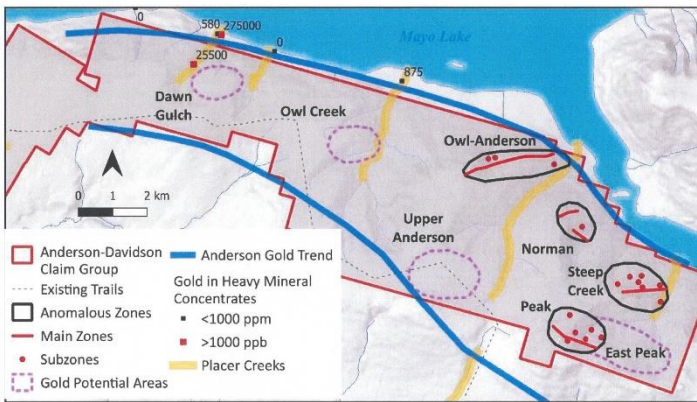 0
580
275000
0
Mayo Lake
25500
875
Dawn
Gulch
Owl Creek
Owl-Anderson
0 1 2 km
Upper
Anderson
Norman
Steep
Creek
Peak
East Peak
Anderson-Davidson
Claim Group
Existing Trails
Anomalous Zones
Main Zones
Subzones
Gold Potential Areas
Anderson Gold Trend
Gold in Heavy Mineral
Concentrates
<1000 ppm
>1000 ppb
Placer Creeks